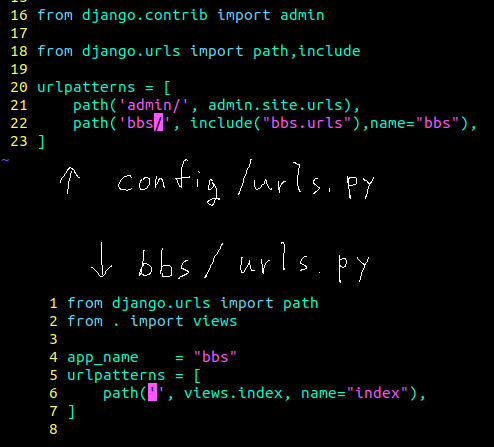 16 from django.contrib import admin
17
18 from django.urls import path,include
19
20 urlpatterns = [
21     path('admin/', admin.site.urls),
22     path('bbs/', include("bbs.urls"),name="bbs"),
23 ]
~
↑ config/urls.py
↓ bbs/urls.py
1 from django.urls import path
2 from . import views
3
4 app_name    = "bbs"
5 urlpatterns = [
6     path('', views.index, name="index"),
7 ]
8